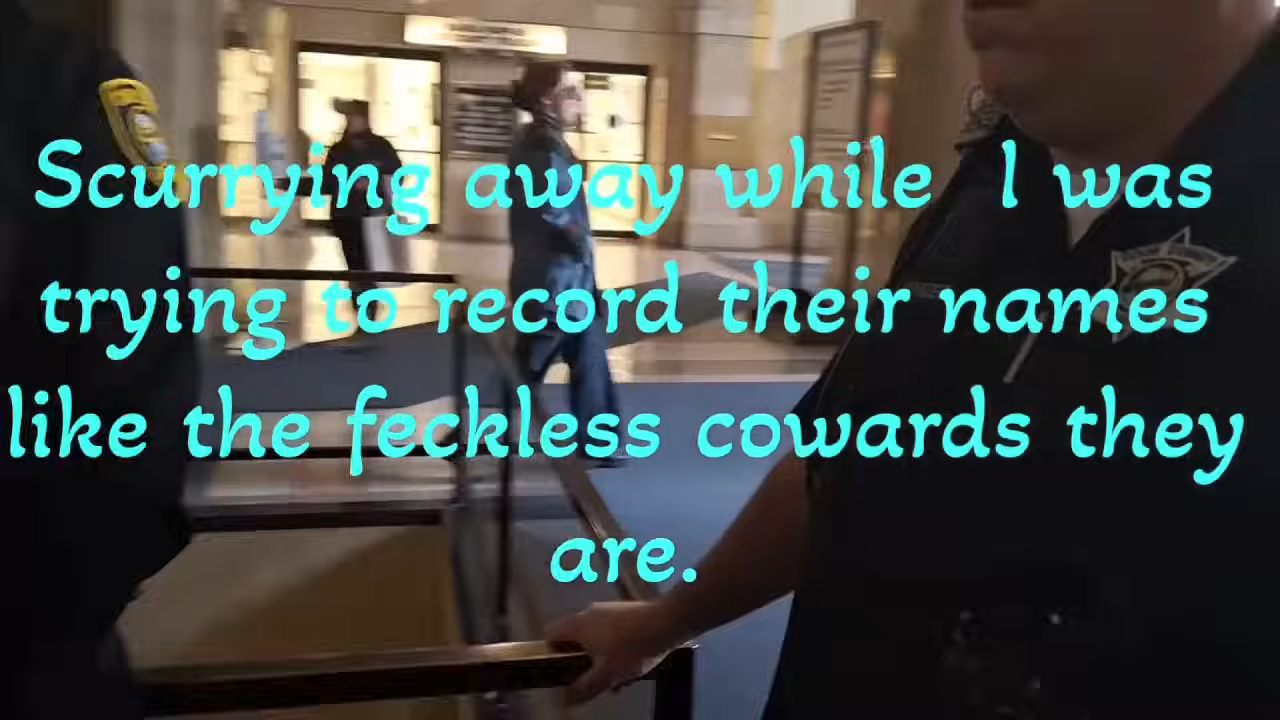 Scurrying away while I was
trying to record their names
like the feckless cowards they
are.